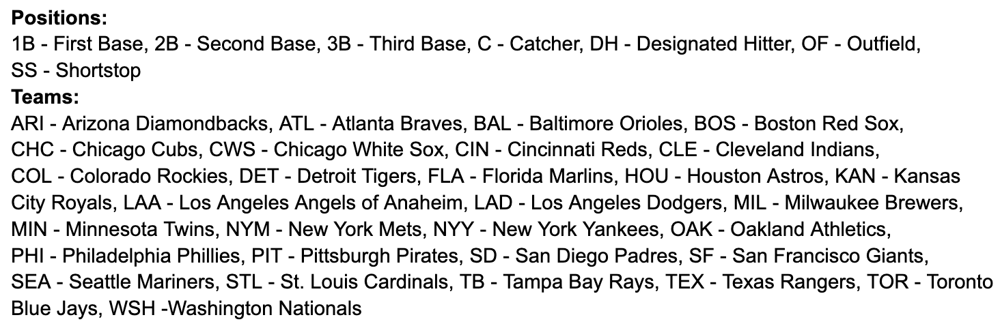 Positions:
1B - First Base, 2B - Second Base, 3B - Third Base, C - Catcher, DH - Designated Hitter, OF - Outfield,
SS - Shortstop
Teams:
ARI - Arizona Diamondbacks, ATL - Atlanta Braves, BAL - Baltimore Orioles, BOS - Boston Red Sox,
CHC - Chicago Cubs, CWS - Chicago White Sox, CIN - Cincinnati Reds, CLE - Cleveland Indians,
COL - Colorado Rockies, DET - Detroit Tigers, FLA - Florida Marlins, HOU - Houston Astros, KAN - Kansas
City Royals, LAA - Los Angeles Angels of Anaheim, LAD - Los Angeles Dodgers, MIL - Milwaukee Brewers,
MIN - Minnesota Twins, NYM - New York Mets, NYY - New York Yankees, OAK - Oakland Athletics,
PHI - Philadelphia Phillies, PIT - Pittsburgh Pirates, SD - San Diego Padres, SF - San Francisco Giants,
SEA - Seattle Mariners, STL - St. Louis Cardinals, TB - Tampa Bay Rays, TEX - Texas Rangers, TOR - Toronto
Blue Jays, WSH -Washington Nationals